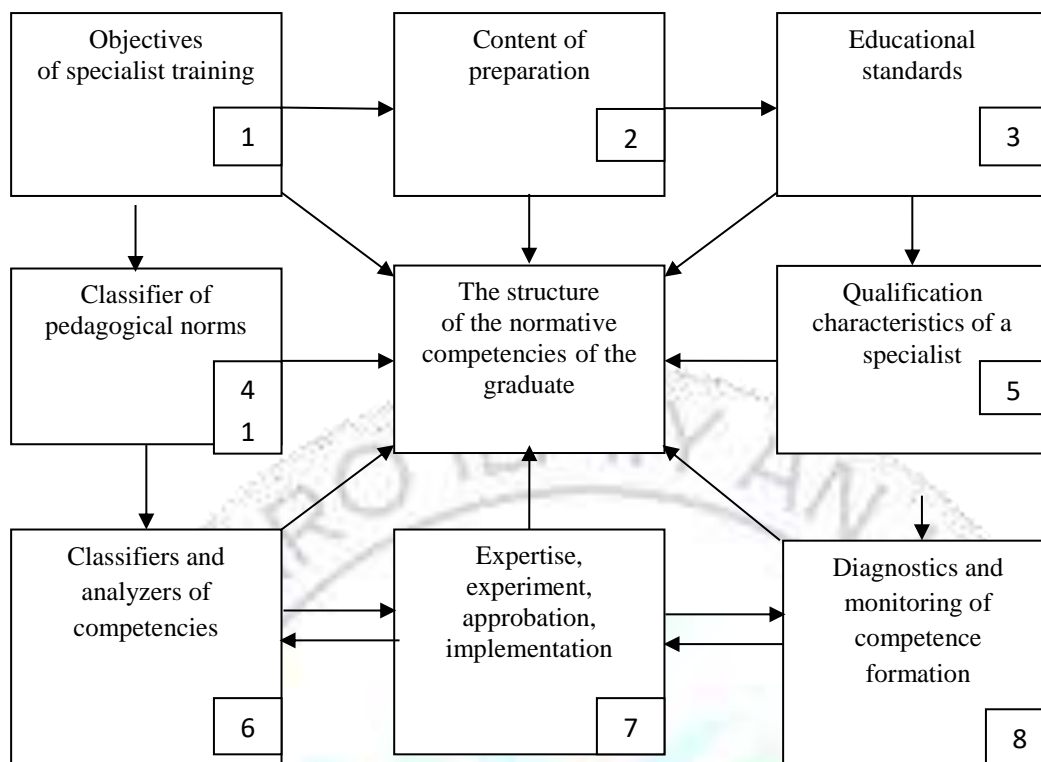 Objectives
of specialist training
1
Content of
preparation
2
Educational
standards
3
Classifier of
pedagogical norms
4
1
The structure
of the normative
competencies of the
graduate
Qualification
characteristics of a
specialist
5
Classifiers and
analyzers of
competencies
6
Expertise,
experiment,
approbation,
implementation
7
Diagnostics and
monitoring of
competence
formation
8